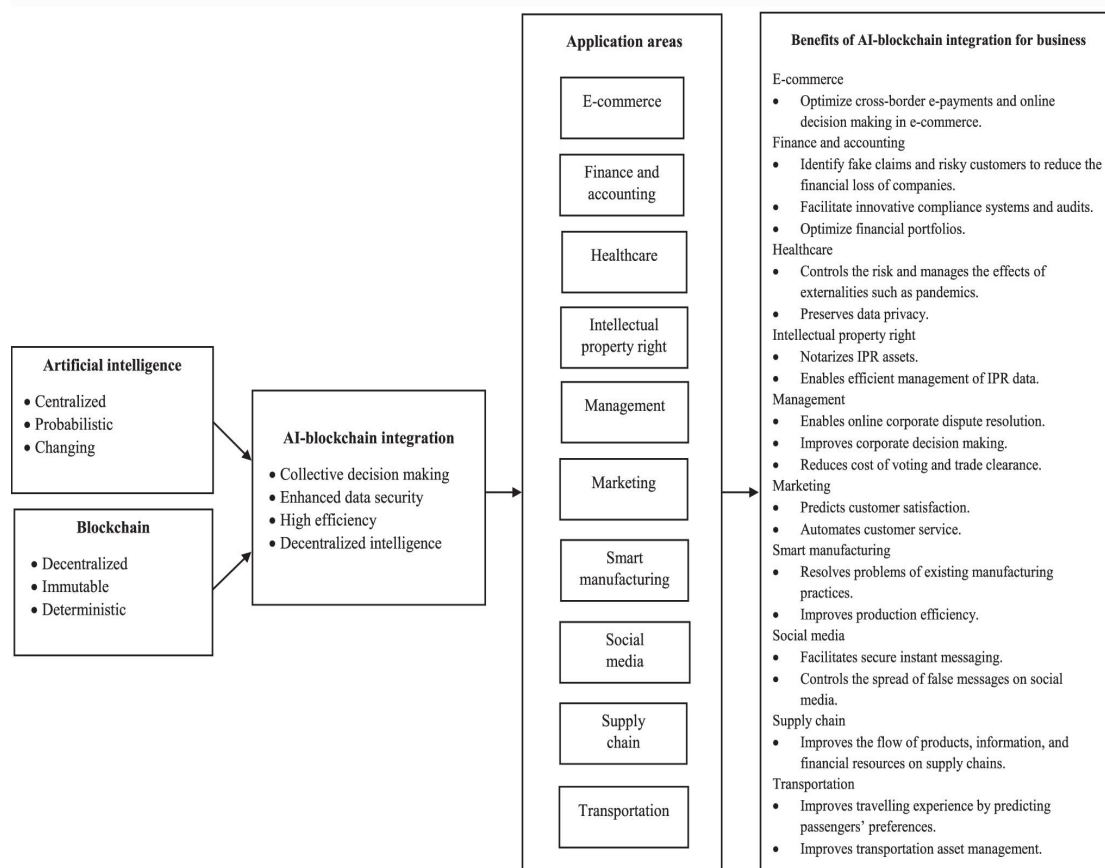 Artificial intelligence
• Centralized
• Probabilistic
• Changing
Blockchain
• Decentralized
• Immutable
• Deterministic
AI-blockchain integration
• Collective decision making
• Enhanced data security
• High efficiency
• Decentralized intelligence
Application areas
E-commerce
Finance and
accounting
Healthcare
Intellectual
property right
Management
Marketing
Smart
manufacturing
Social
media
Supply
chain
Transportation
Benefits of AI-blockchain integration for business
E-commerce
• Optimize cross-border e-payments and online
decision making in e-commerce.
Finance and accounting
• Identify fake claims and risky customers to reduce the
financial loss of companies.
• Facilitate innovative compliance systems and audits.
• Optimize financial portfolios.
Healthcare
• Controls the risk and manages the effects of
externalities such as pandemics.
• Preserves data privacy.
Intellectual property right
• Notarizes IPR assets.
• Enables efficient management of IPR data.
Management
• Enables online corporate dispute resolution.
• Improves corporate decision making.
• Reduces cost of voting and trade clearance.
Marketing
• Predicts customer satisfaction.
• Automates customer service.
Smart manufacturing
• Resolves problems of existing manufacturing
practices.
• Improves production efficiency.
Social media
• Facilitates secure instant messaging.
• Controls the spread of false messages on social
media.
Supply chain
• Improves the flow of products, information, and
financial resources on supply chains.
Transportation
• Improves travelling experience by predicting
passengers’ preferences.
• Improves transportation asset management.